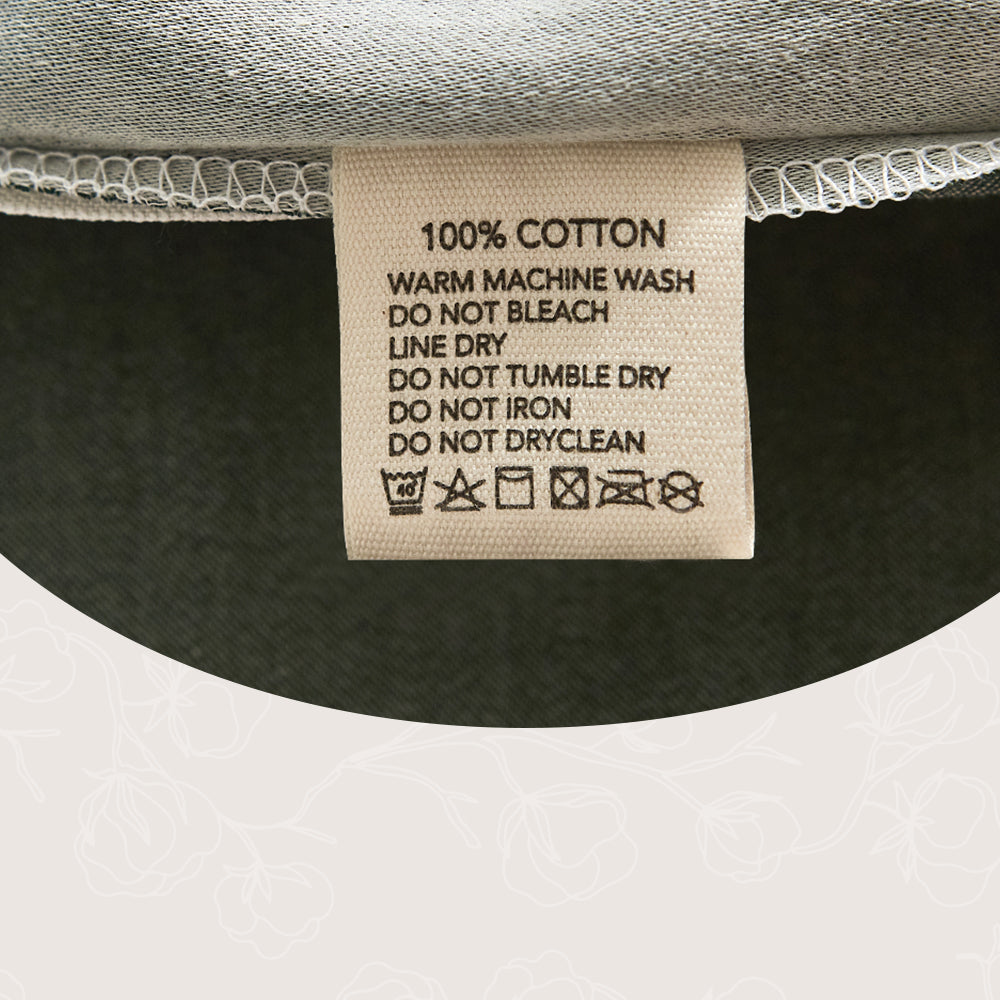 100% COTTON
WARM MACHINE WASH
DO NOT BLEACH
LINE DRY
DO NOT TUMBLE DRY
DO NOT IRON
DO NOT DRYCLEAN
40°